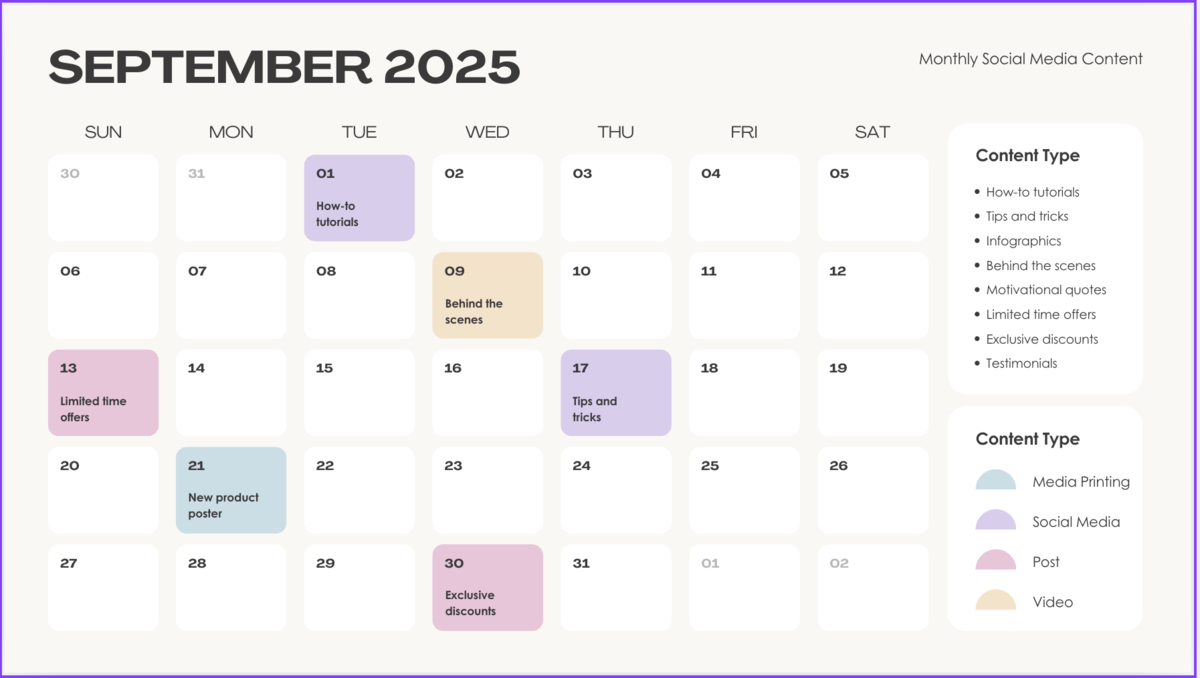 SEPTEMBER 2025
Monthly Social Media Content
SUN MON TUE WED THU FRI SAT
30 31 01 02 03 04 05
How-to
tutorials
06 07 08 09 10 11 12
Behind the
scenes
13 14 15 16 17 18 19
Limited time
offers
Tips and
tricks
20 21 22 23 24 25 26
New product
poster
27 28 29 30 31 01 02
Exclusive
discounts
Content Type
• How-to tutorials
• Tips and tricks
• Infographics
• Behind the scenes
• Motivational quotes
• Limited time offers
• Exclusive discounts
• Testimonials
Content Type
Media Printing
Social Media
Post
Video